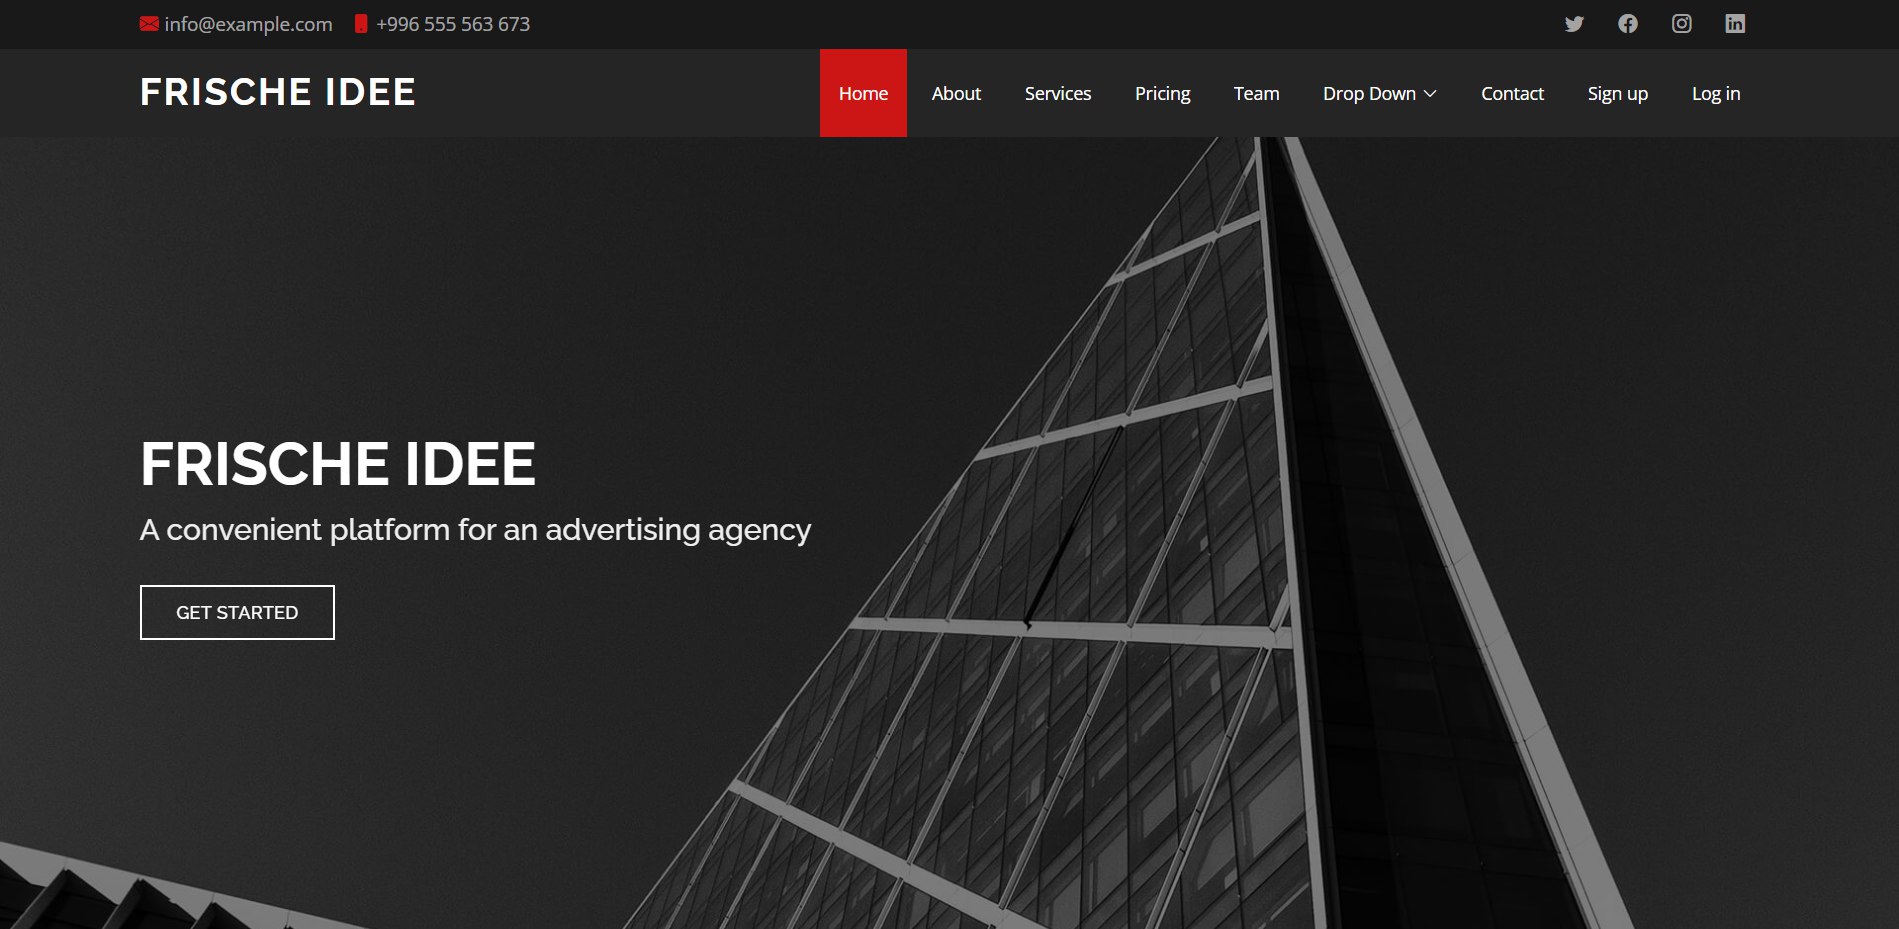 info@example.com +996 555 563 673
FRISCHE IDEE Home About Services Pricing Team Drop Down Contact Sign up Log in
FRISCHE IDEE
A convenient platform for an advertising agency
GET STARTED